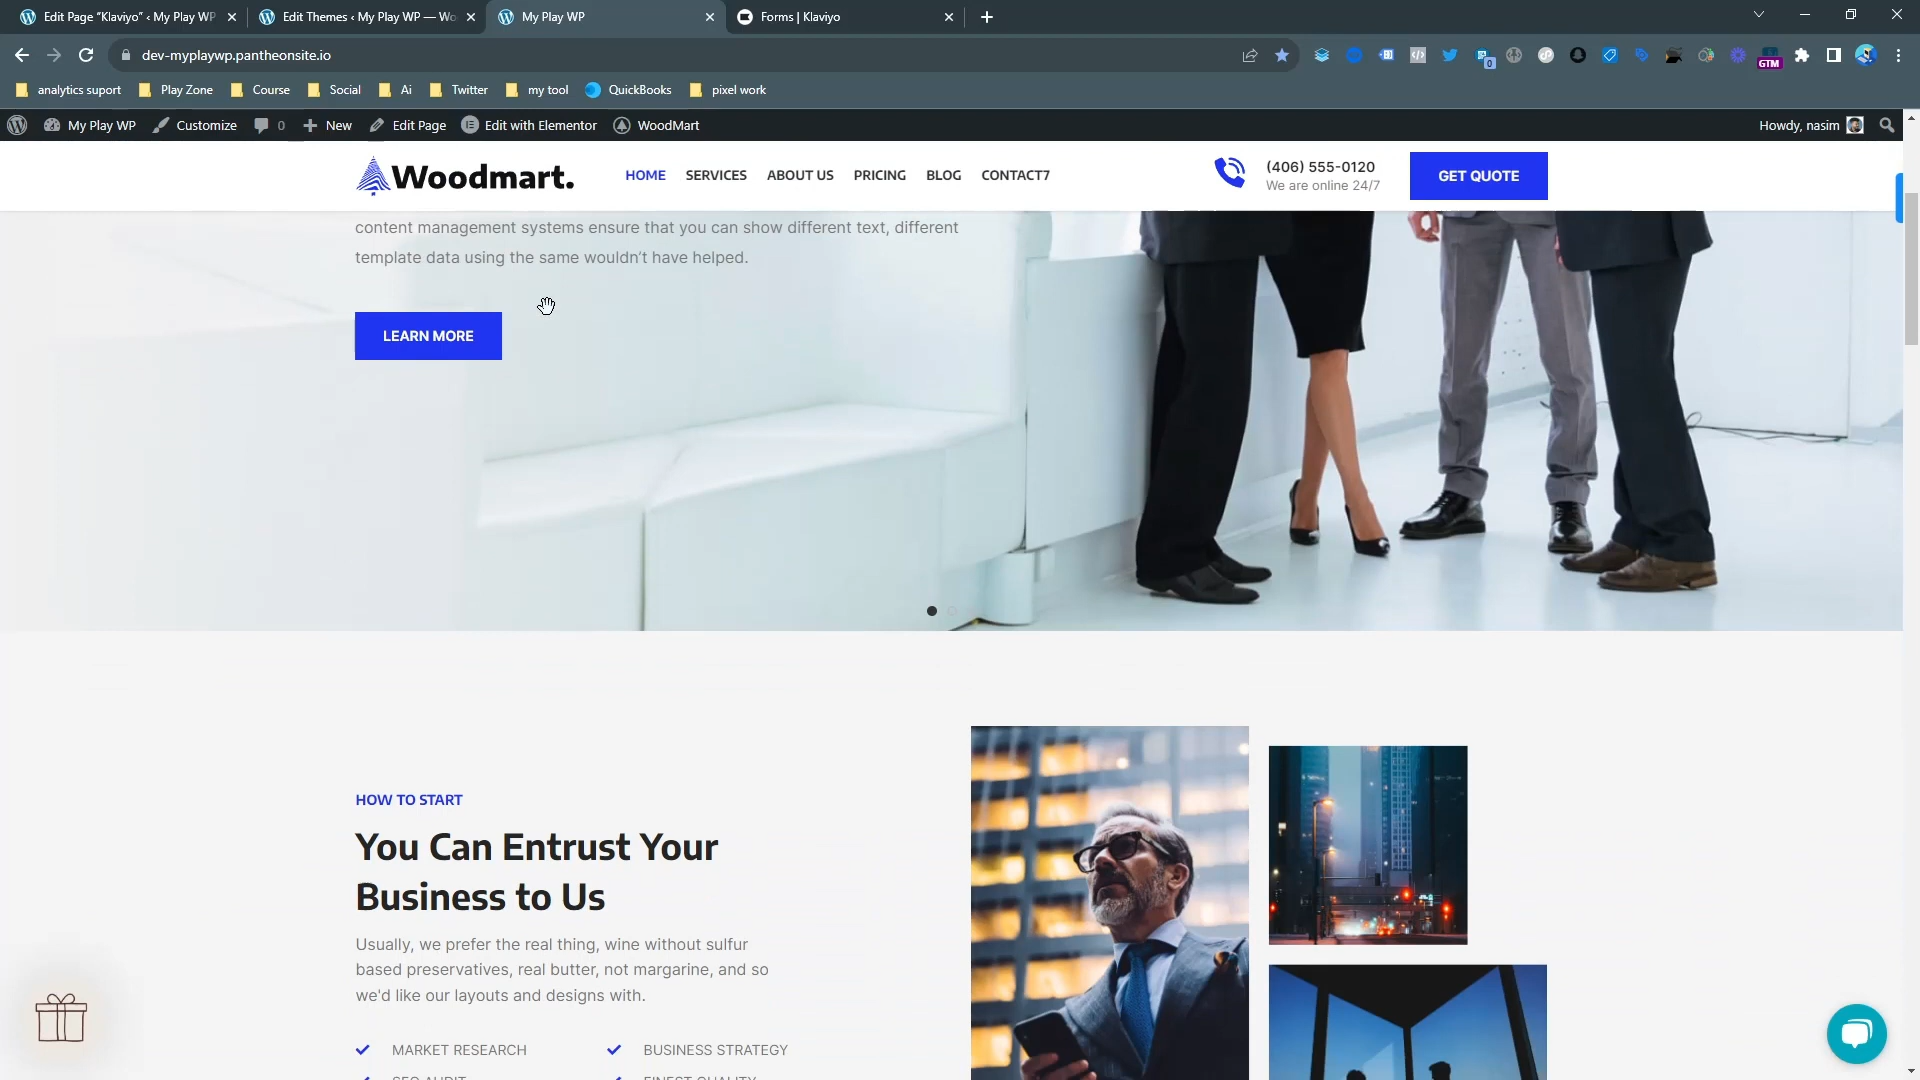 Edit Page "Klaviyo" ‹ My Play WP
Edit Themes ‹ My Play WP — Wo
My Play WP
Forms | Klaviyo
dev-myplaywp.pantheonsite.io
0
GTM
analytics suport
Play Zone
Course
Social
Ai
Twitter
my tool
QuickBooks
pixel work
My Play WP
Customize
0
New
Edit Page
Edit with Elementor
WoodMart
Howdy, nasim
Woodmart.
HOME
SERVICES
ABOUT US
PRICING
BLOG
CONTACT7
(406) 555-0120
We are online 24/7
GET QUOTE
content management systems ensure that you can show different text, different
template data using the same wouldn't have helped.
LEARN MORE
HOW TO START
You Can Entrust Your
Business to Us
Usually, we prefer the real thing, wine without sulfur
based preservatives, real butter, not margarine, and so
we'd like our layouts and designs with.
MARKET RESEARCH
BUSINESS STRATEGY
SEO AUDIT
FINEST QUALITY